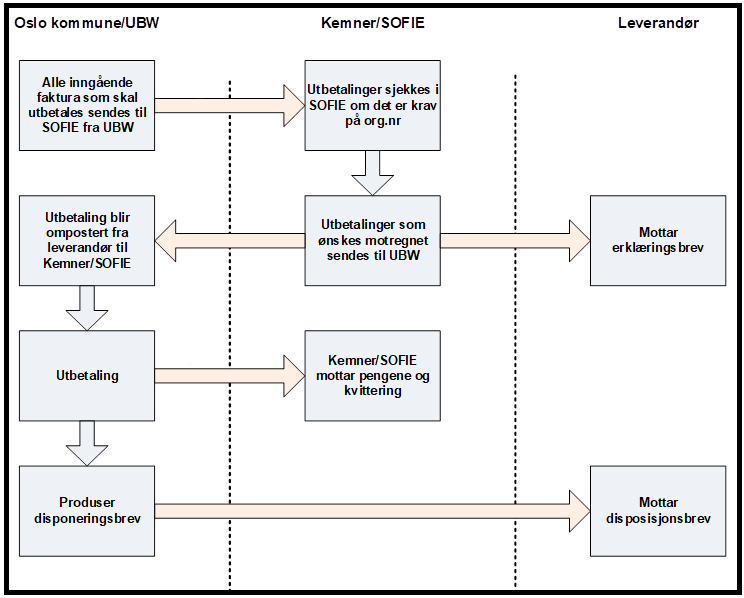 Oslo kommune/UBW
Kemner/SOFIE
Leverandør
Alle inngående
faktura som skal
utbetales sendes til
SOFIE fra UBW
Utbetalinger sjekkes i
SOFIE om det er krav
på org.nr
Utbetaling blir
ompostert fra
leverandør til
Kemner/SOFIE
Utbetalinger som
ønskes motregnet
sendes til UBW
Mottar
erklæringsbrev
Utbetaling
Kemner/SOFIE
mottar pengene og
kvittering
Produser
disponeringsbrev
Mottar
disposisjonsbrev